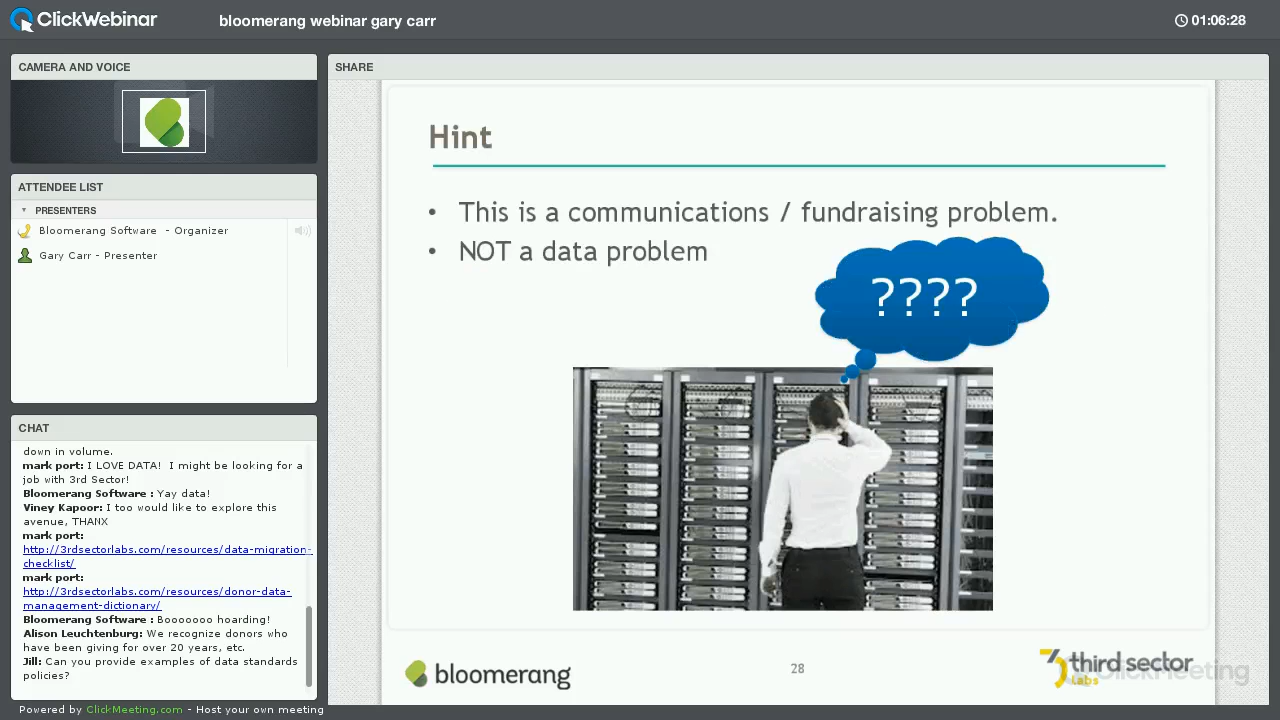 ClickWebinar
bloomerang webinar gary carr
01:06:28
CAMERA AND VOICE
ATTENDEE LIST
PRESENTERS
Bloomerang Software - Organizer
Gary Carr - Presenter
CHAT
down in volume.
mark port: I LOVE DATA! I might be looking for a
job with 3rd Sector!
Bloomerang Software : Yay data!
Viney Kapoor: I too would like to explore this
avenue, THANX
mark port:
http://3rdsectorlabs.com/resources/data-migration-
checklist/
mark port:
http://3rdsectorlabs.com/resources/donor-data-
management-dictionary/
Bloomerang Software : Booooooo hoarding!
Alison Leuchtenburg: We recognize donors who
have been giving for over 20 years, etc.
Jill: Can you provide examples of data standards
policies?
Powered by ClickMeeting.com - Host your own meeting
SHARE
Hint
• This is a communications / fundraising problem.
• NOT a data problem
????
bloomerang
28
third sector
Labs
ClickMeeting